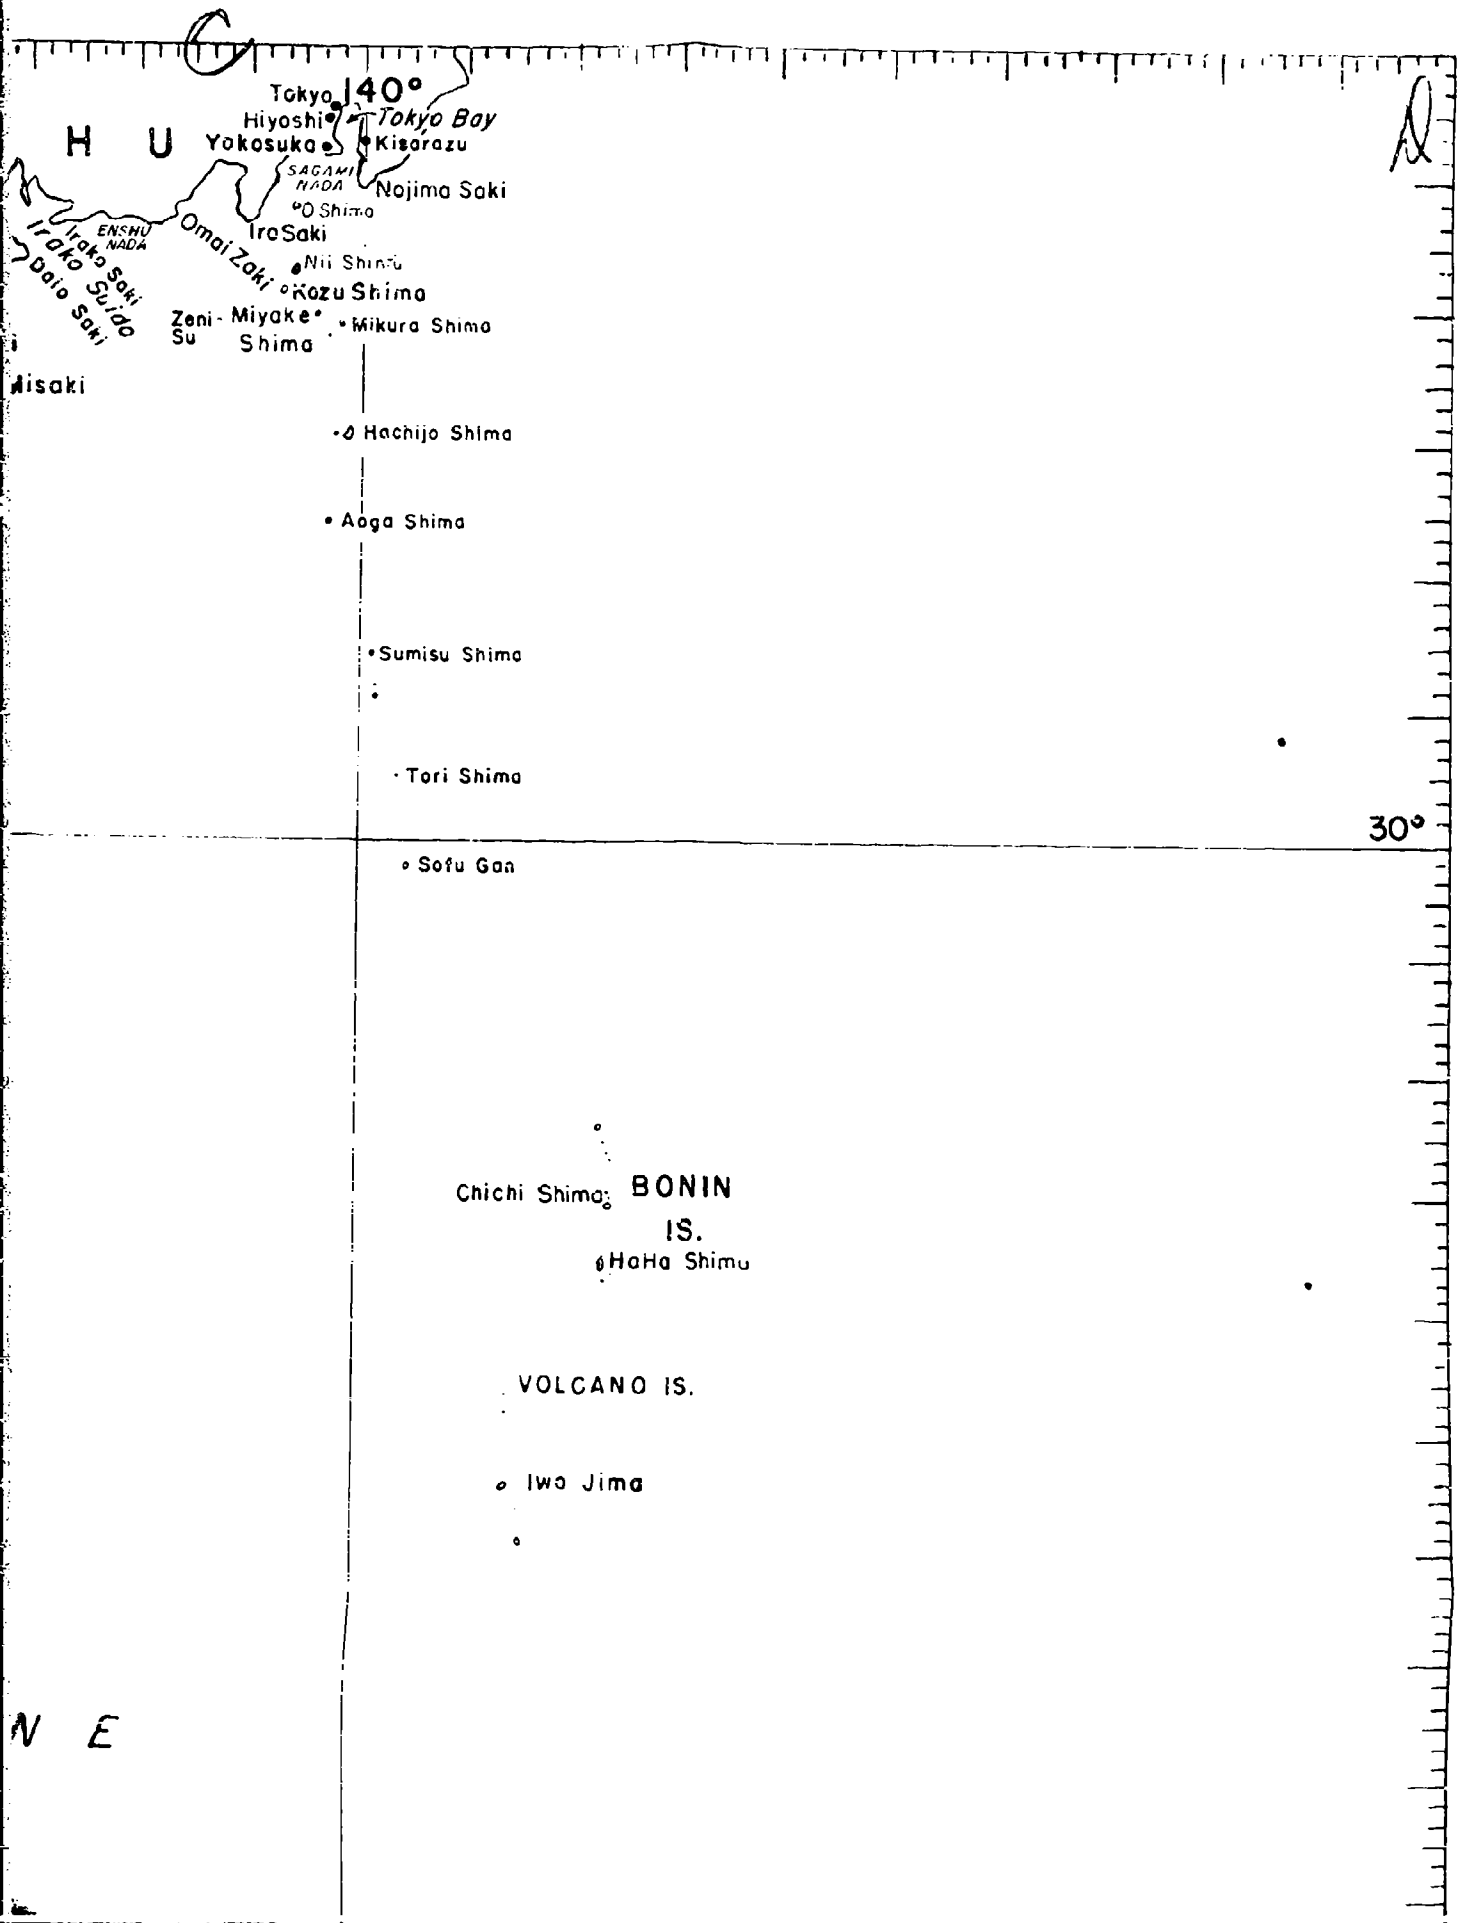 C
D
Tokyo
140°
Hiyoshi
Tokyo Bay
H U
Yokosuka
Kisarazu
SAGAMI
NADA
Nojima Saki
O Shima
Iro Saki
ENSHU
NADA
Omai Zaki
Irako Saki
Irako Suido
Daio Saki
Nii Shima
Kozu Shima
Zeni-
Su
Miyake
Shima
Mikura Shima
i
Misaki
Hachijo Shima
Aoga Shima
Sumisu Shima
Tori Shima
30°
Sofu Gan
Chichi Shima
BONIN
IS.
HaHa Shima
VOLCANO IS.
Iwo Jima
N E